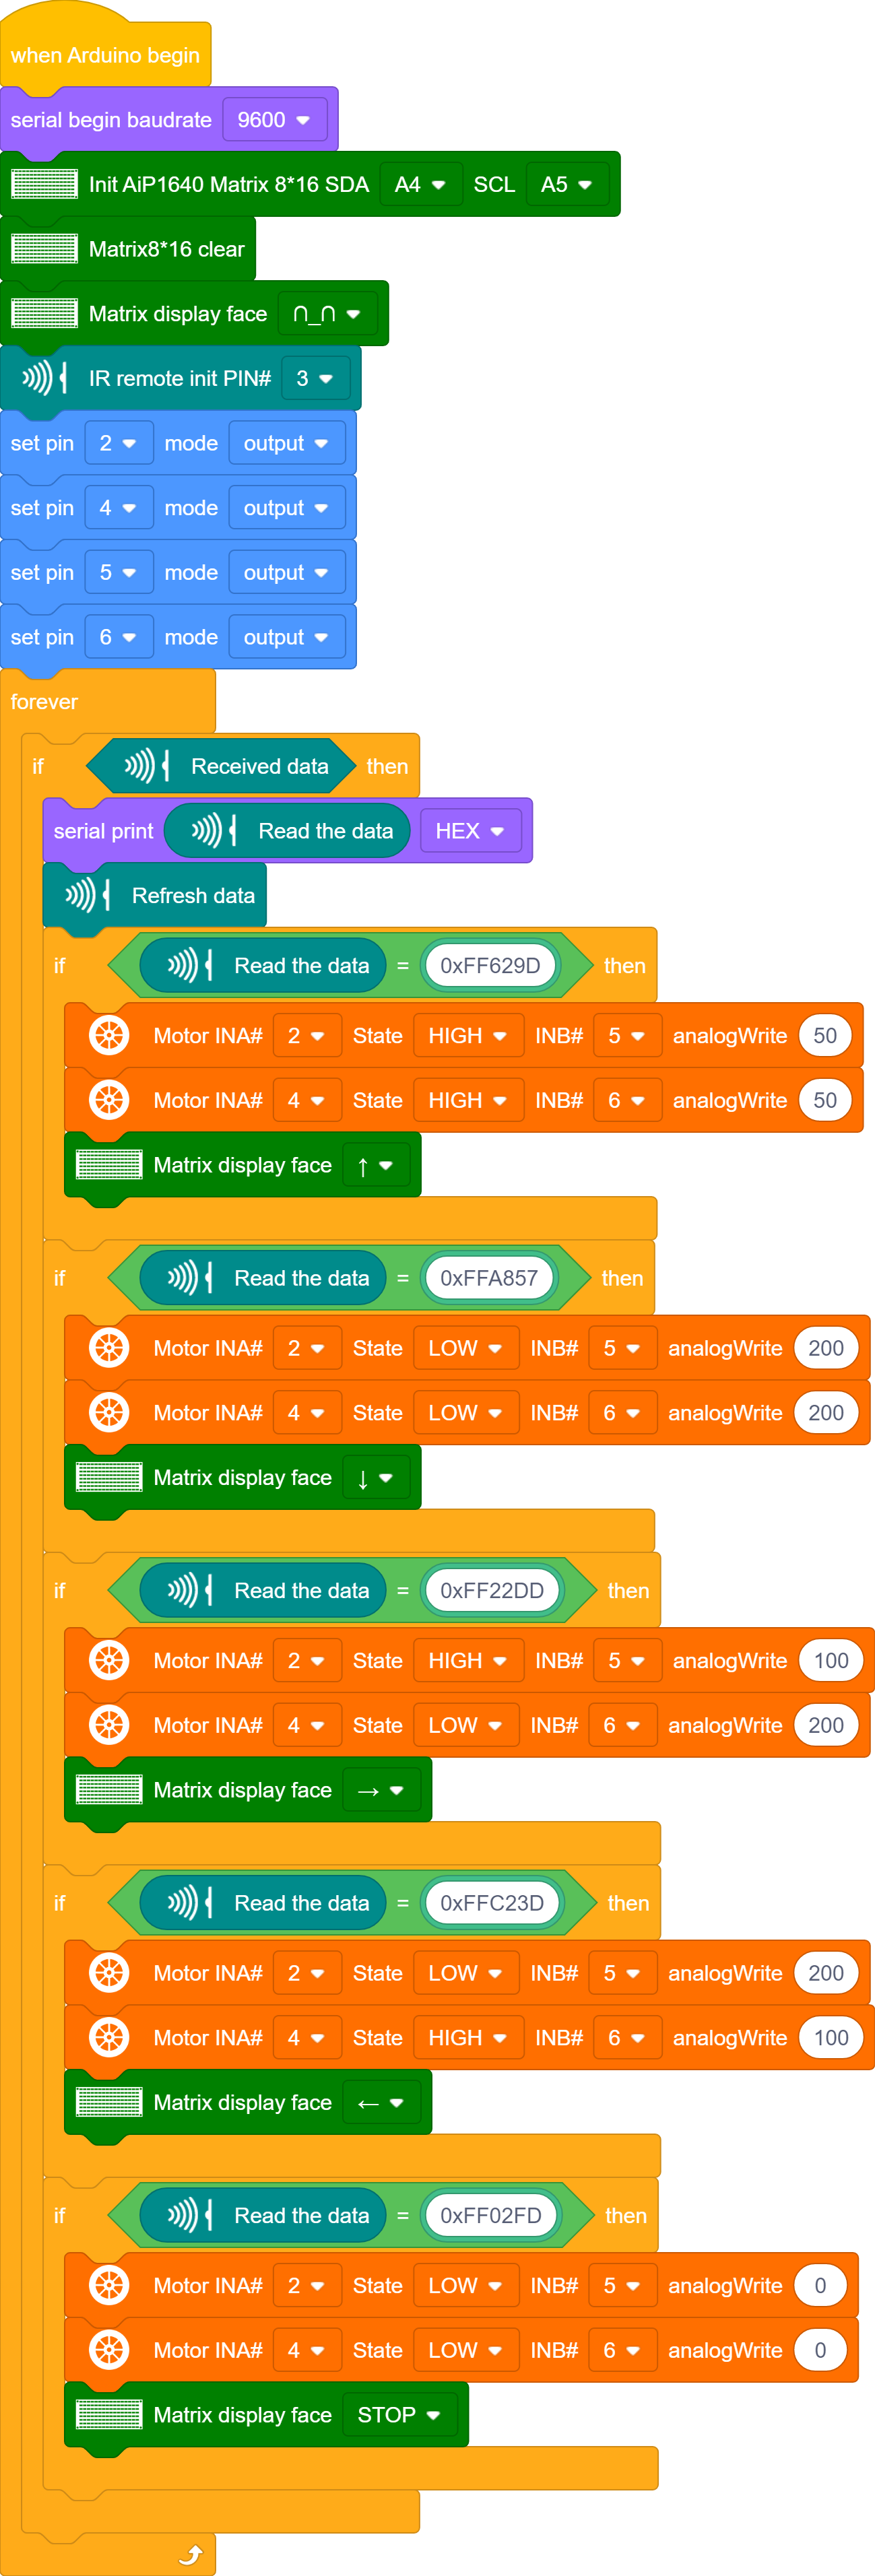 when Arduino begin
serial begin baudrate 9600
Init AiP1640 Matrix 8*16 SDA A4 SCL A5
Matrix8*16 clear
Matrix display face ∩_∩
IR remote init PIN# 3
set pin 2 mode output
set pin 4 mode output
set pin 5 mode output
set pin 6 mode output
forever
if Received data then
serial print Read the data HEX
Refresh data
if Read the data = 0xFF629D then
Motor INA# 2 State HIGH INB# 5 analogWrite 50
Motor INA# 4 State HIGH INB# 6 analogWrite 50
Matrix display face ↑
if Read the data = 0xFFA857 then
Motor INA# 2 State LOW INB# 5 analogWrite 200
Motor INA# 4 State LOW INB# 6 analogWrite 200
Matrix display face ↓
if Read the data = 0xFF22DD then
Motor INA# 2 State HIGH INB# 5 analogWrite 100
Motor INA# 4 State LOW INB# 6 analogWrite 200
Matrix display face →
if Read the data = 0xFFC23D then
Motor INA# 2 State LOW INB# 5 analogWrite 200
Motor INA# 4 State HIGH INB# 6 analogWrite 100
Matrix display face ←
if Read the data = 0xFF02FD then
Motor INA# 2 State LOW INB# 5 analogWrite 0
Motor INA# 4 State LOW INB# 6 analogWrite 0
Matrix display face STOP